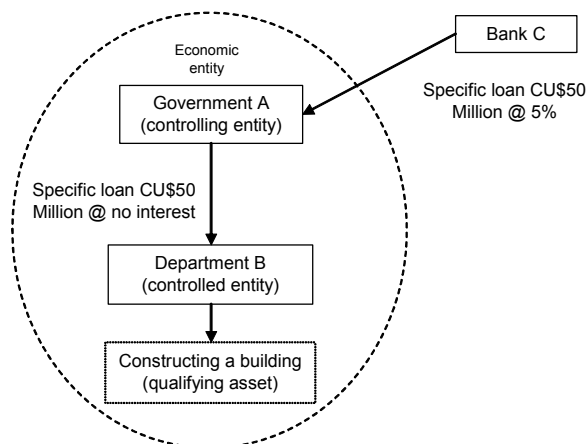 Economic
entity
Bank C
Government A
(controlling entity)
Specific loan CU$50
Million @ 5%
Specific loan CU$50
Million @ no interest
Department B
(controlled entity)
Constructing a building
(qualifying asset)